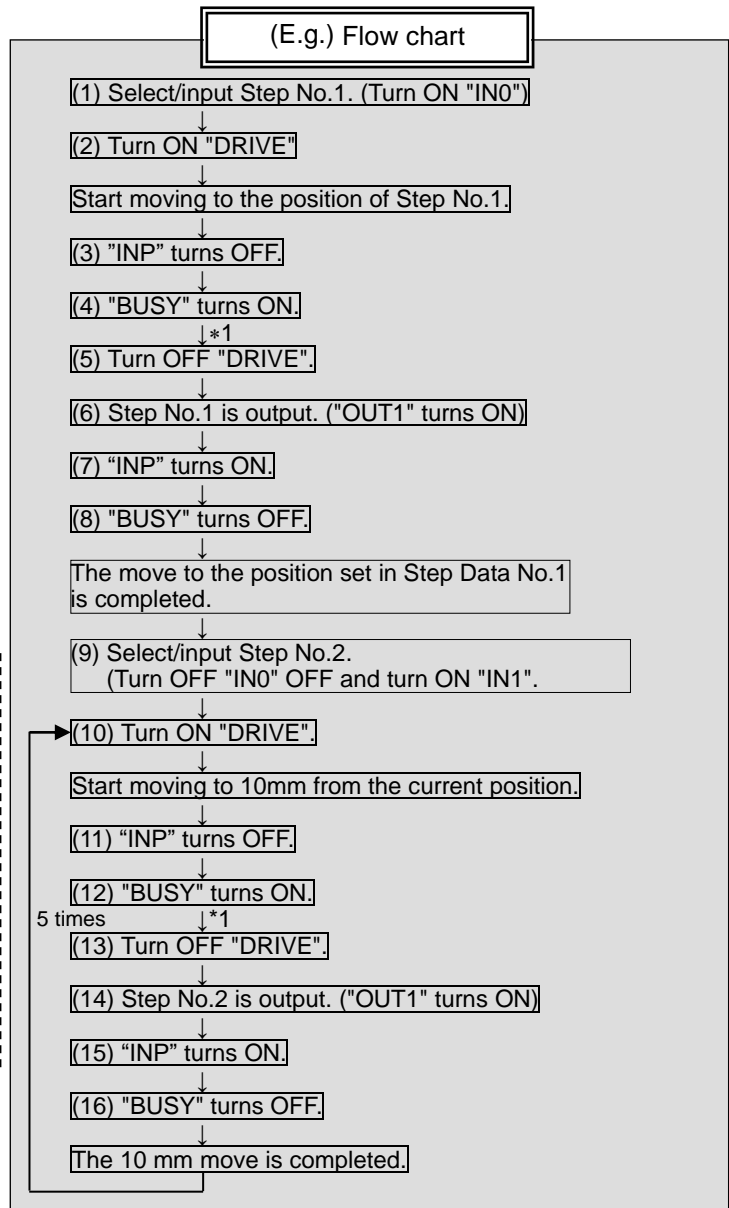 (E.g.) Flow chart
(1) Select/input Step No.1. (Turn ON "IN0")
↓
(2) Turn ON "DRIVE"
↓
Start moving to the position of Step No.1.
↓
(3) ”INP” turns OFF.
↓
(4) "BUSY" turns ON.
↓*1
(5) Turn OFF "DRIVE".
↓
(6) Step No.1 is output. ("OUT1" turns ON)
↓
(7) “INP” turns ON.
↓
(8) "BUSY" turns OFF.
↓
The move to the position set in Step Data No.1
is completed.
↓
(9) Select/input Step No.2.
(Turn OFF "IN0" OFF and turn ON "IN1".
↓
(10) Turn ON "DRIVE".
↓
Start moving to 10mm from the current position.
↓
(11) “INP” turns OFF.
↓
(12) "BUSY" turns ON.
5 times ↓*1
(13) Turn OFF "DRIVE".
↓
(14) Step No.2 is output. ("OUT1" turns ON)
↓
(15) “INP” turns ON.
↓
(16) "BUSY" turns OFF.
↓
The 10 mm move is completed.